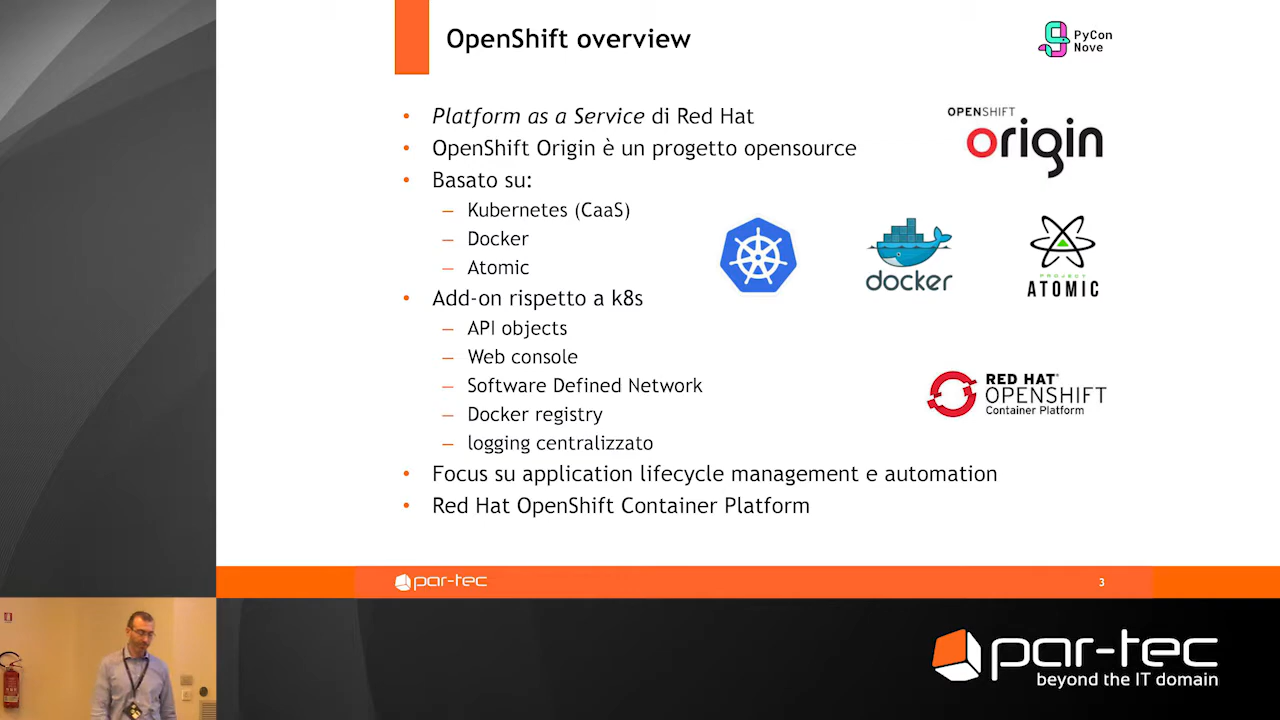 OpenShift overview
PyCon
Nove
• Platform as a Service di Red Hat
• OpenShift Origin è un progetto opensource
• Basato su:
– Kubernetes (CaaS)
– Docker
– Atomic
• Add-on rispetto a k8s
– API objects
– Web console
– Software Defined Network
– Docker registry
– logging centralizzato
• Focus su application lifecycle management e automation
• Red Hat OpenShift Container Platform
OPENSHIFT
origin
docker
PROJECT
ATOMIC
RED HAT®
OPENSHIFT
Container Platform
par-tec
3
par-tec
beyond the IT domain